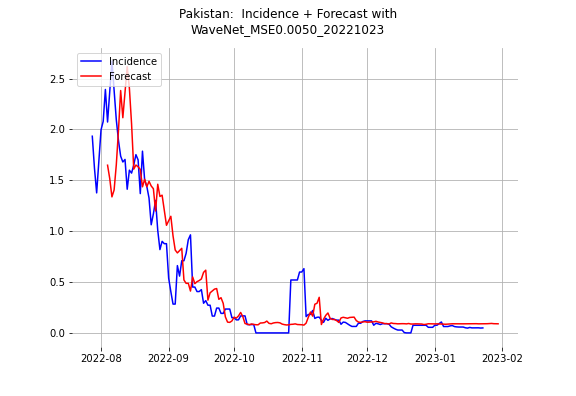 Pakistan:  Incidence + Forecast with
WaveNet_MSE0.0050_20221023
Incidence
Forecast
2.5
2.0
1.5
1.0
0.5
0.0
2022-08 2022-09 2022-10 2022-11 2022-12 2023-01 2023-02